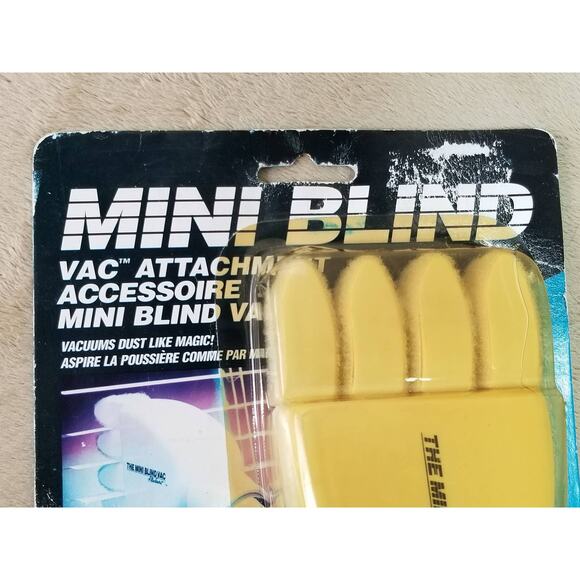 MINI BLIND
VAC™ ATTACHMENT
ACCESSOIRE
MINI BLIND VA
VACUUMS DUST LIKE MAGIC!
ASPIRE LA POUSSIÈRE COMME PAR
THE MINI BLIND VAC
THE MI